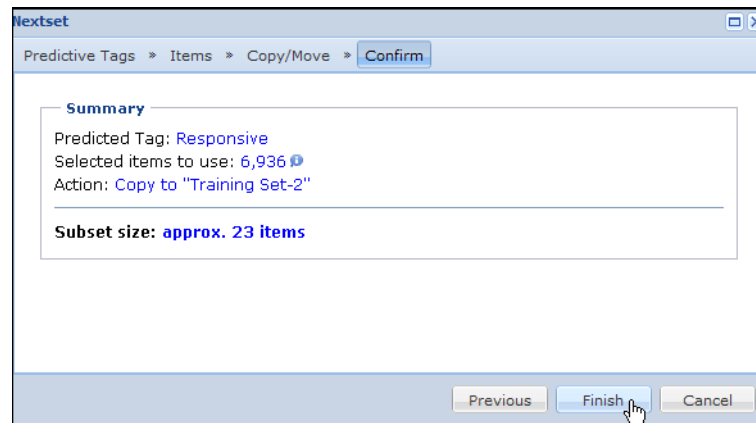 Nextset
Predictive Tags » Items » Copy/Move » Confirm
Summary
Predicted Tag: Responsive
Selected items to use: 6,936
Action: Copy to "Training Set-2"
Subset size: approx. 23 items
Previous Finish Cancel